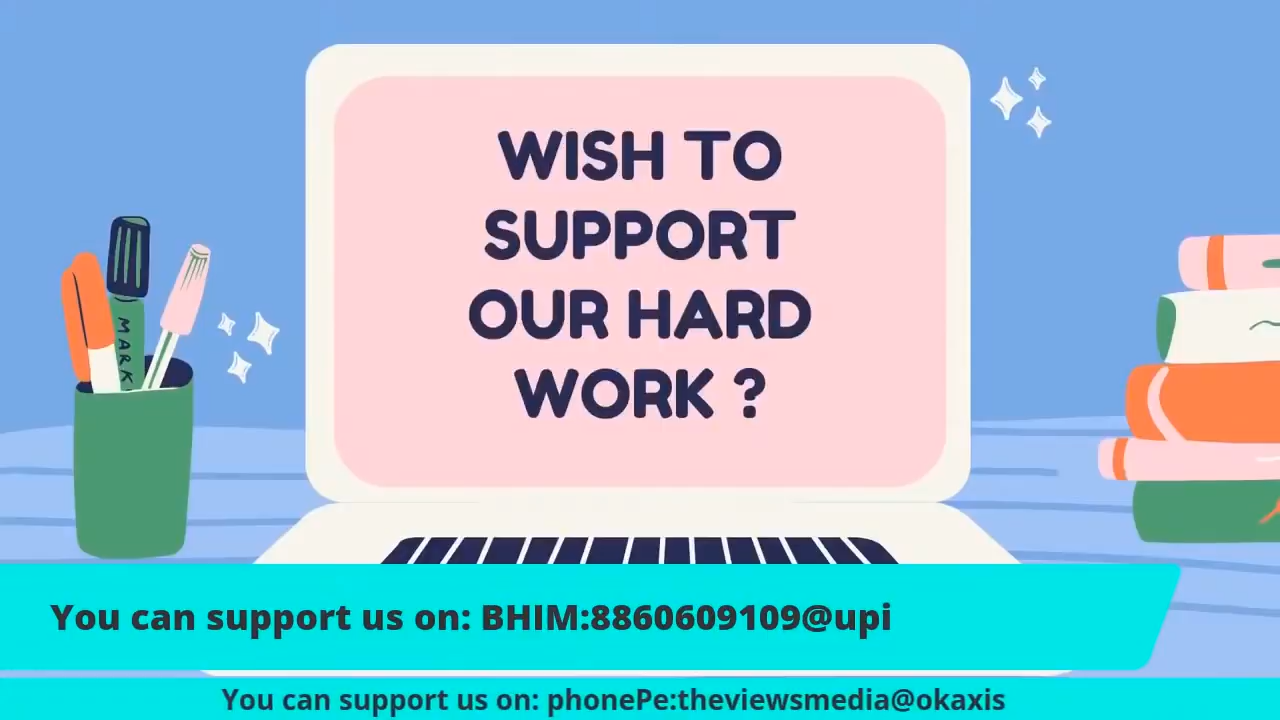 WISH TO
SUPPORT
OUR HARD
WORK ?
MARK
You can support us on: BHIM:8860609109@upi
You can support us on: phonePe:theviewsmedia@okaxis